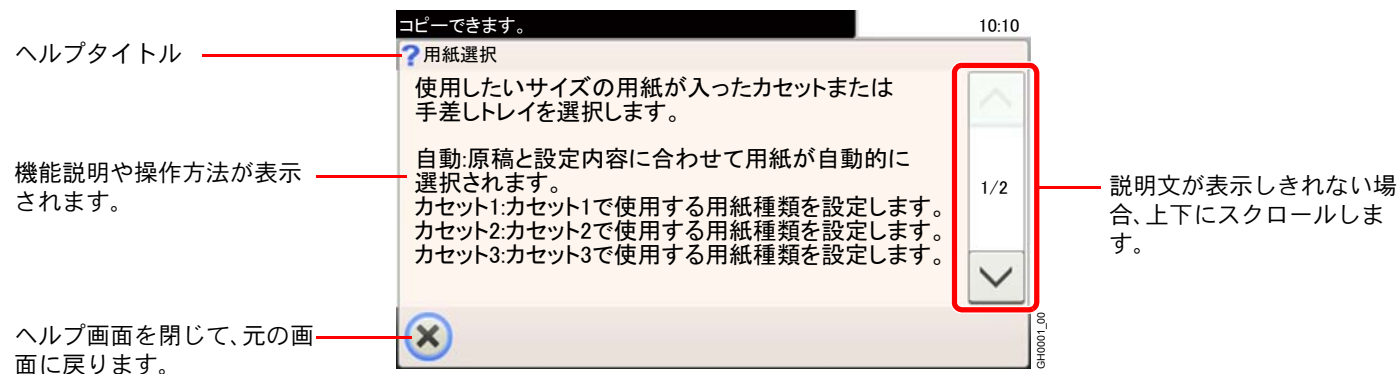 コピーできます。
10:10
ヘルプタイトル
用紙選択
使用したいサイズの用紙が入ったカセットまたは
手差しトレイを選択します。
自動:原稿と設定内容に合わせて用紙が自動的に
選択されます。
カセット1:カセット1で使用する用紙種類を設定します。
カセット2:カセット2で使用する用紙種類を設定します。
カセット3:カセット3で使用する用紙種類を設定します。
機能説明や操作方法が表示
されます。
1/2
説明文が表示しきれない場
合、上下にスクロールしま
す。
ヘルプ画面を閉じて、元の画
面に戻ります。
GH0001_00